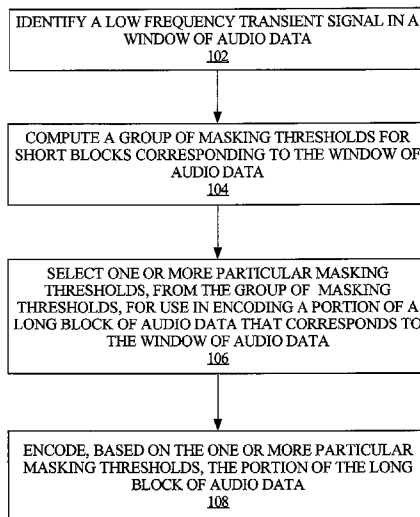 IDENTIFY A LOW FREQUENCY TRANSIENT SIGNAL IN A
WINDOW OF AUDIO DATA
102
COMPUTE A GROUP OF MASKING THRESHOLDS FOR
SHORT BLOCKS CORRESPONDING TO THE WINDOW OF
AUDIO DATA
104
SELECT ONE OR MORE PARTICULAR MASKING
THRESHOLDS, FROM THE GROUP OF MASKING
THRESHOLDS, FOR USE IN ENCODING A PORTION OF A
LONG BLOCK OF AUDIO DATA THAT CORRESPONDS TO
THE WINDOW OF AUDIO DATA
106
ENCODE, BASED ON THE ONE OR MORE PARTICULAR
MASKING THRESHOLDS, THE PORTION OF THE LONG
BLOCK OF AUDIO DATA
108